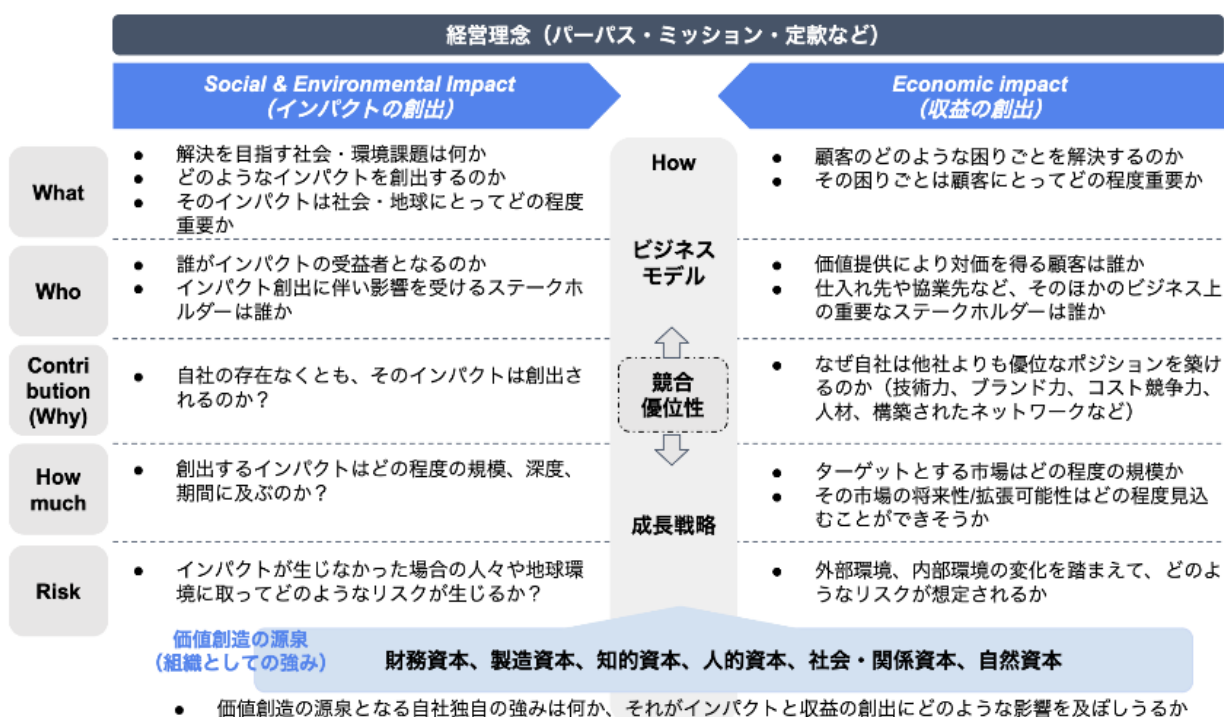 経営理念（パーパス・ミッション・定款など）
Social & Environmental Impact
（インパクトの創出）
Economic impact
（収益の創出）
What
● 解決を目指す社会・環境課題は何か
● どのようなインパクトを創出するのか
● そのインパクトは社会・地球にとってどの程度
重要か
How
● 顧客のどのような困りごとを解決するのか
● その困りごとは顧客にとってどの程度重要か
Who
● 誰がインパクトの受益者となるのか
● インパクト創出に伴い影響を受けるステークホ
ルダーは誰か
ビジネス
モデル
● 価値提供により対価を得る顧客は誰か
● 仕入れ先や協業先など、そのほかのビジネス上
の重要なステークホルダーは誰か
Contri
bution
(Why)
● 自社の存在なくとも、そのインパクトは創出さ
れるのか？
競合
優位性
● なぜ自社は他社よりも優位なポジションを築け
るのか（技術力、ブランド力、コスト競争力、
人材、構築されたネットワークなど）
How
much
● 創出するインパクトはどの程度の規模、深度、
期間に及ぶのか？
成長戦略
● ターゲットとする市場はどの程度の規模か
● その市場の将来性/拡張可能性はどの程度見込
むことができそうか
Risk
● インパクトが生じなかった場合の人々や地球環
境に取ってどのようなリスクが生じるか？
● 外部環境、内部環境の変化を踏まえて、どのよ
うなリスクが想定されるか
価値創造の源泉
（組織としての強み）
財務資本、製造資本、知的資本、人的資本、社会・関係資本、自然資本
● 価値創造の源泉となる自社独自の強みは何か、それがインパクトと収益の創出にどのような影響を及ぼしうるか